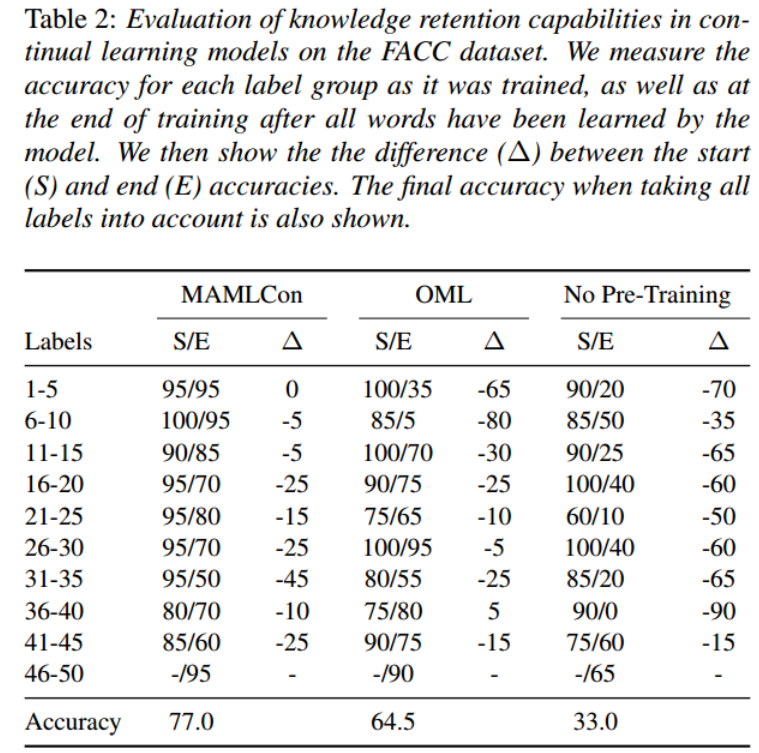 Table 2: Evaluation of knowledge retention capabilities in con-
tinual learning models on the FACC dataset. We measure the
accuracy for each label group as it was trained, as well as at
the end of training after all words have been learned by the
model. We then show the the difference (Δ) between the start
(S) and end (E) accuracies. The final accuracy when taking all
labels into account is also shown.
MAMLCon OML No Pre-Training
Labels S/E Δ S/E Δ S/E Δ
1-5 95/95 0 100/35 -65 90/20 -70
6-10 100/95 -5 85/5 -80 85/50 -35
11-15 90/85 -5 100/70 -30 90/25 -65
16-20 95/70 -25 90/75 -25 100/40 -60
21-25 95/80 -15 75/65 -10 60/10 -50
26-30 95/70 -25 100/95 -5 100/40 -60
31-35 95/50 -45 80/55 -25 85/20 -65
36-40 80/70 -10 75/80 5 90/0 -90
41-45 85/60 -25 90/75 -15 75/60 -15
46-50 -/95 - -/90 - -/65 -
Accuracy 77.0 64.5 33.0